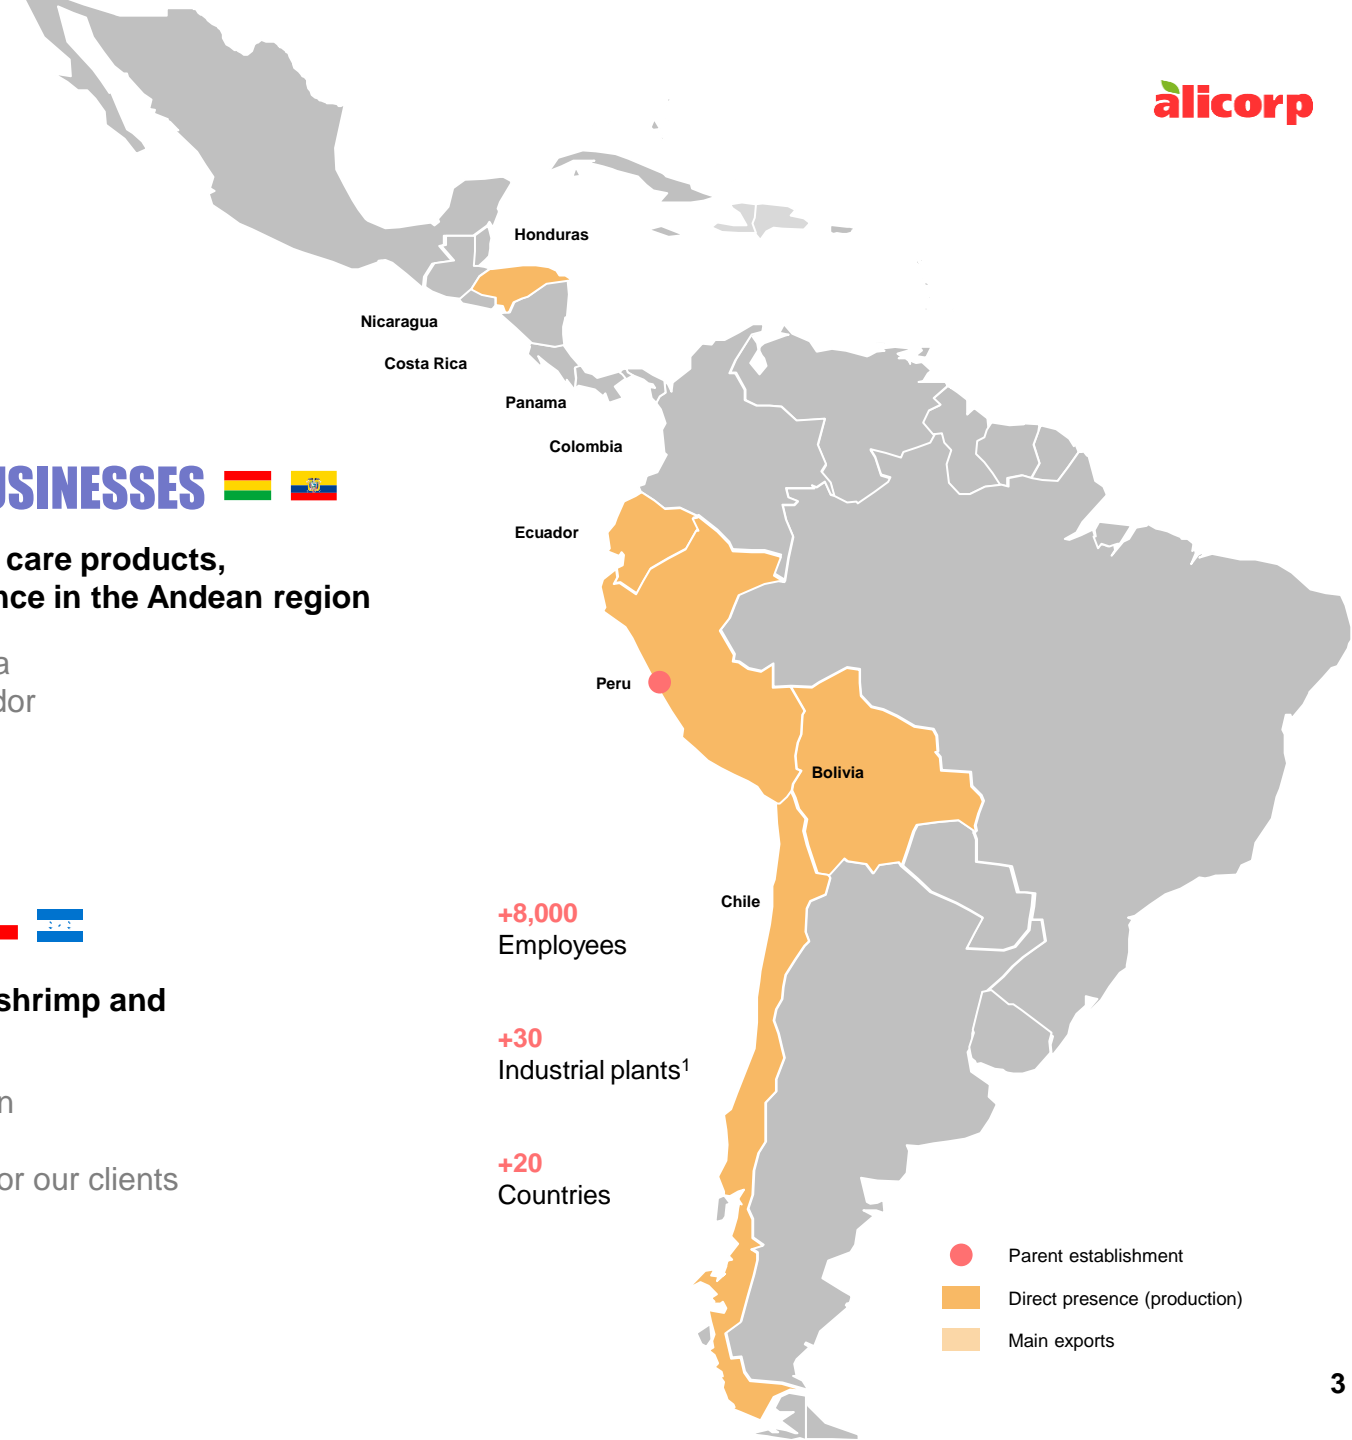 alicorp
Honduras
Nicaragua
Costa Rica
Panama
Colombia
USINESSES
care products,
nce in the Andean region
a
dor
Ecuador
Peru
Bolivia
Chile
shrimp and
n
or our clients
+8,000
Employees
+30
Industrial plants¹
+20
Countries
Parent establishment
Direct presence (production)
Main exports
3